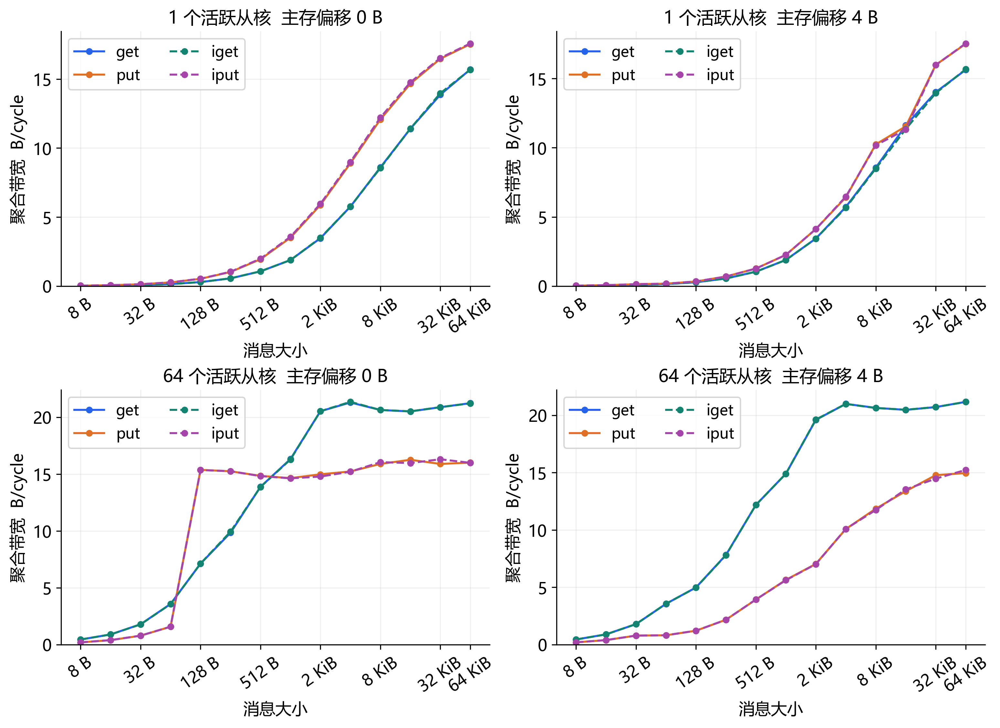 1 个活跃从核 主存偏移 0 B
get
iget
put
iput
15
10
5
0
聚合带宽 B/cycle
8 B
32 B
128 B
512 B
2 KiB
8 KiB
32 KiB
64 KiB
消息大小
1 个活跃从核 主存偏移 4 B
get
iget
put
iput
15
10
5
0
聚合带宽 B/cycle
8 B
32 B
128 B
512 B
2 KiB
8 KiB
32 KiB
64 KiB
消息大小
64 个活跃从核 主存偏移 0 B
get
iget
put
iput
20
15
10
5
0
聚合带宽 B/cycle
8 B
32 B
128 B
512 B
2 KiB
8 KiB
32 KiB
64 KiB
消息大小
64 个活跃从核 主存偏移 4 B
get
iget
put
iput
20
15
10
5
0
聚合带宽 B/cycle
8 B
32 B
128 B
512 B
2 KiB
8 KiB
32 KiB
64 KiB
消息大小